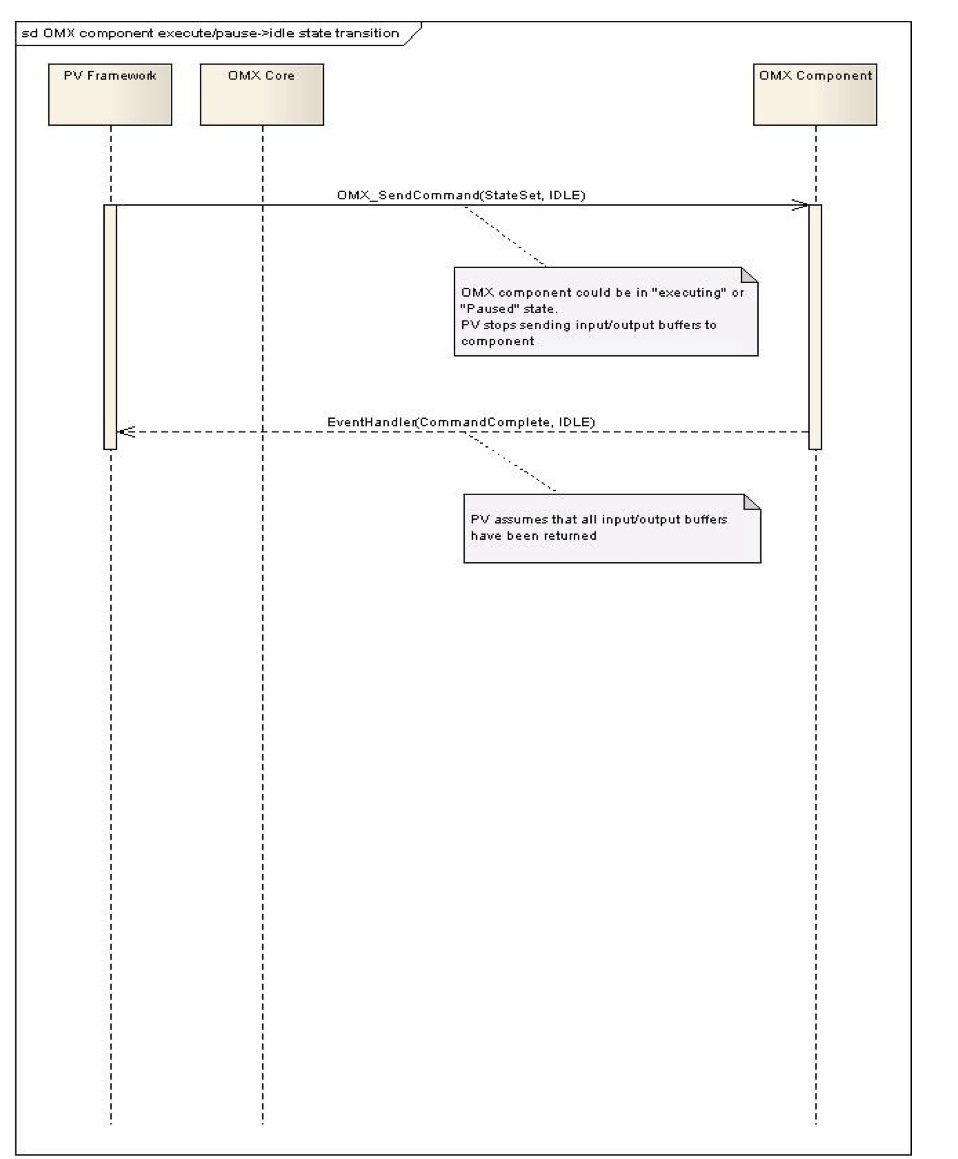 sd OMX component execute/pause->idle state transition
PV Framework
OMX Core
OMX Component
OMX_SendCommand(StateSet, IDLE)
OMX component could be in "executing" or
"Paused" state.
PV stops sending input/output buffers to
component
EventHandler(CommandComplete, IDLE)
PV assumes that all input/output buffers
have been returned